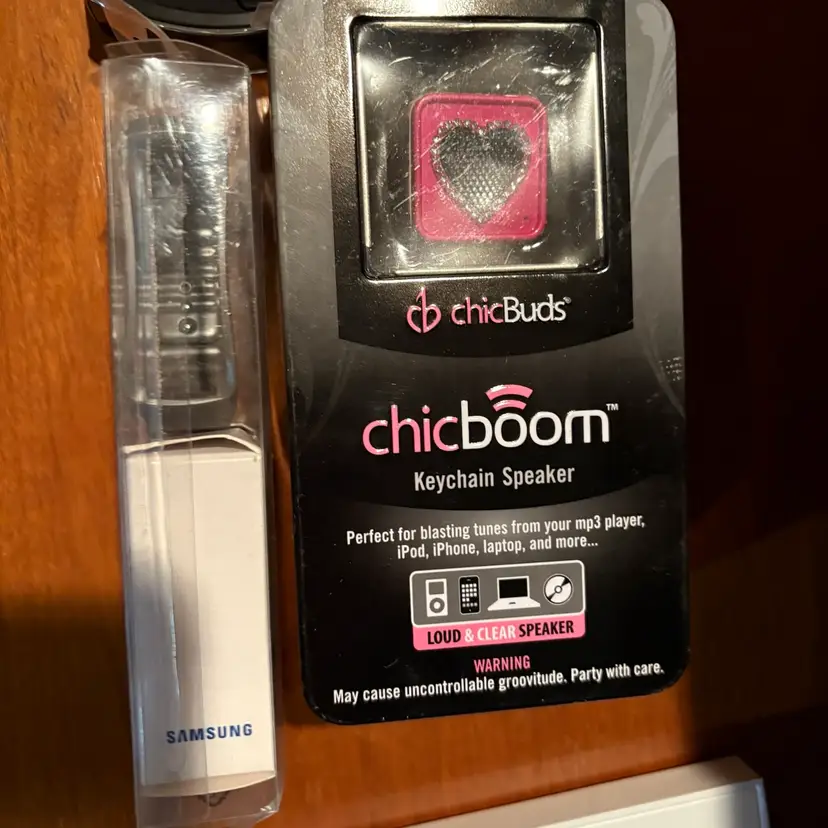 chicBuds
chicboom™
Keychain Speaker
Perfect for blasting tunes from your mp3 player,
iPod, iPhone, laptop, and more...
LOUD & CLEAR SPEAKER
WARNING
May cause uncontrollable groovitude. Party with care.
SAMSUNG